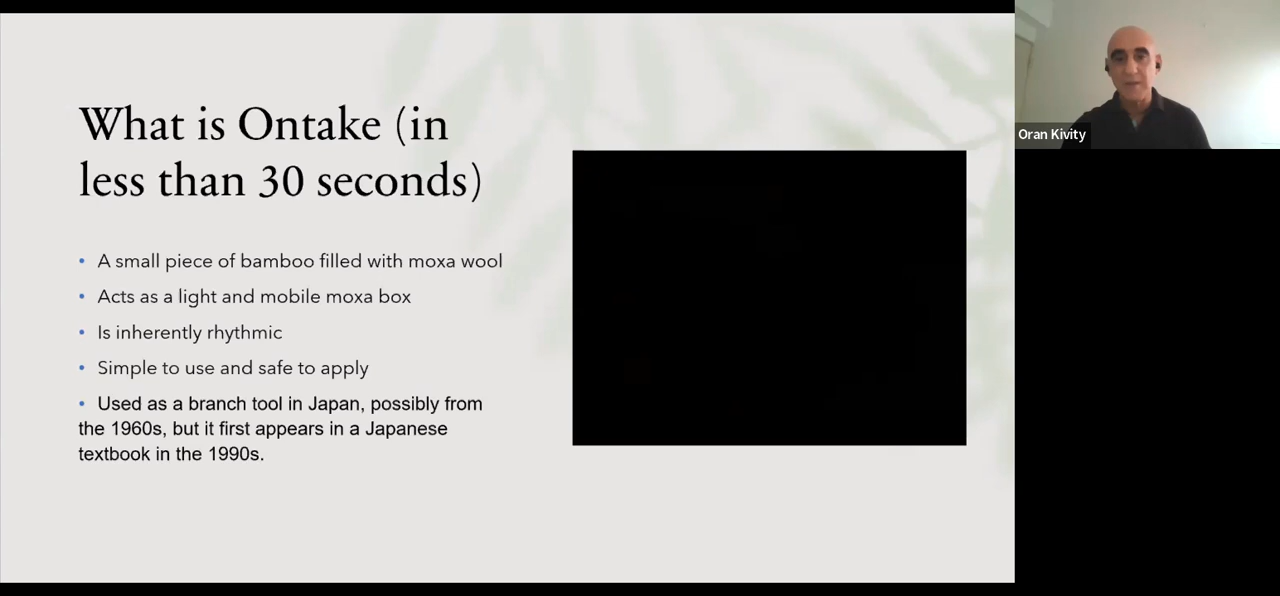 What is Ontake (in
less than 30 seconds)
• A small piece of bamboo filled with moxa wool
• Acts as a light and mobile moxa box
• Is inherently rhythmic
• Simple to use and safe to apply
• Used as a branch tool in Japan, possibly from
the 1960s, but it first appears in a Japanese
textbook in the 1990s.
Oran Kivity